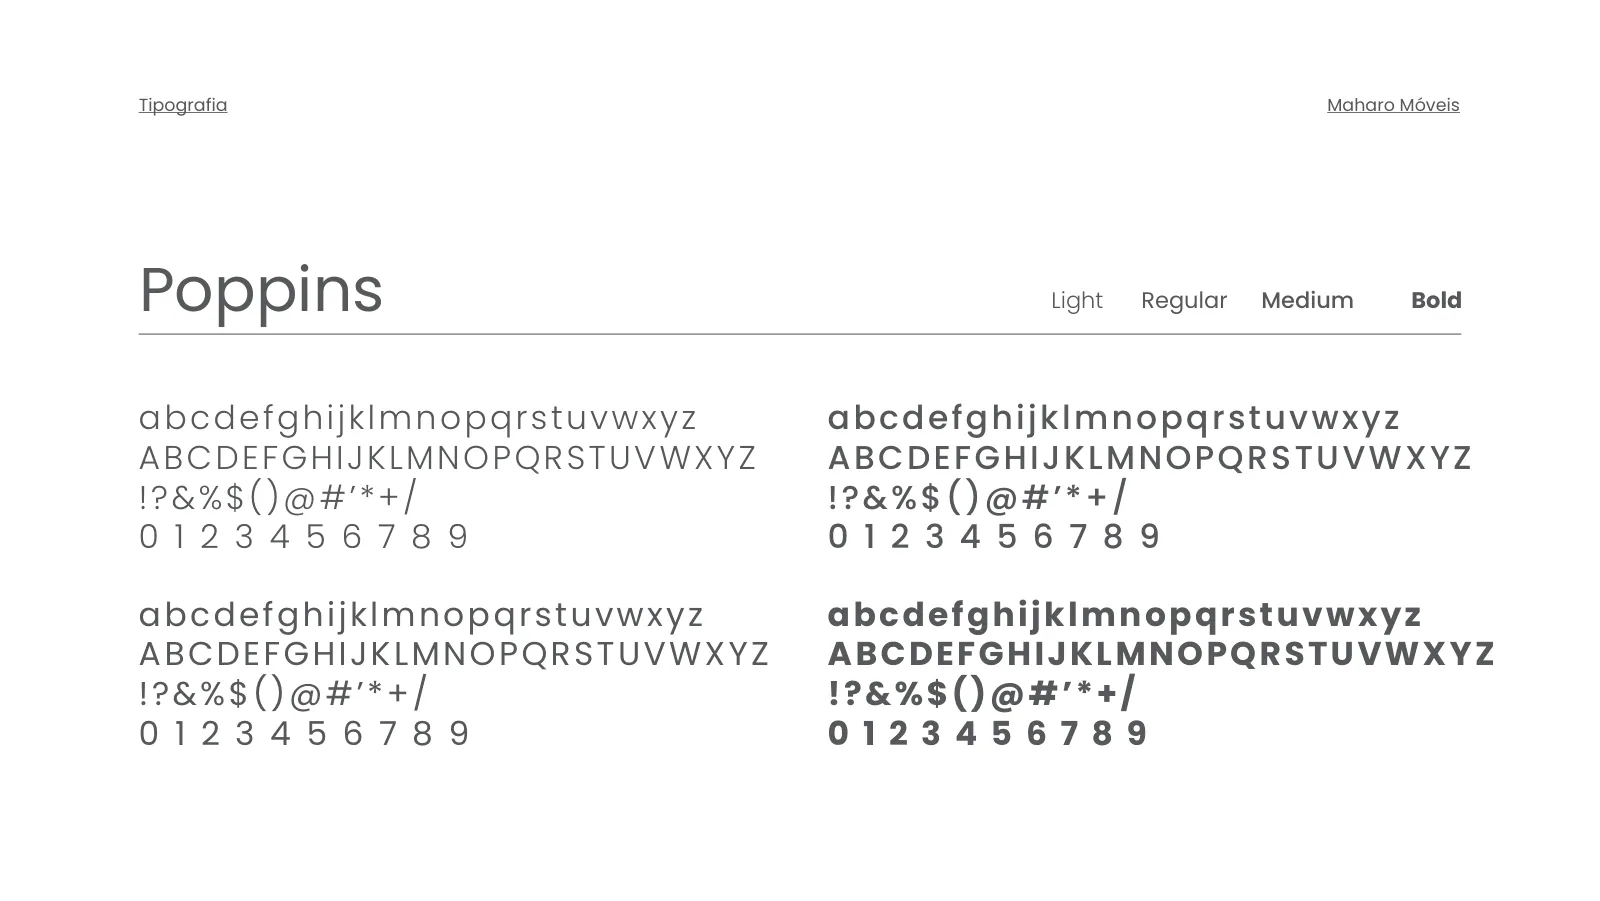 Tipografia
Maharo Móveis
Poppins
Light Regular Medium Bold
abcdefghijklmnopqrstuvwxyz
ABCDEFGHIJKLMNOPQRSTUVWXYZ
!?&%$()@#’*+/
0 1 2 3 4 5 6 7 8 9
abcdefghijklmnopqrstuvwxyz
ABCDEFGHIJKLMNOPQRSTUVWXYZ
!?&%$()@#’*+/
0 1 2 3 4 5 6 7 8 9
abcdefghijklmnopqrstuvwxyz
ABCDEFGHIJKLMNOPQRSTUVWXYZ
!?&%$()@#’*+/
0 1 2 3 4 5 6 7 8 9
abcdefghijklmnopqrstuvwxyz
ABCDEFGHIJKLMNOPQRSTUVWXYZ
!?&%$()@#’*+/
0 1 2 3 4 5 6 7 8 9